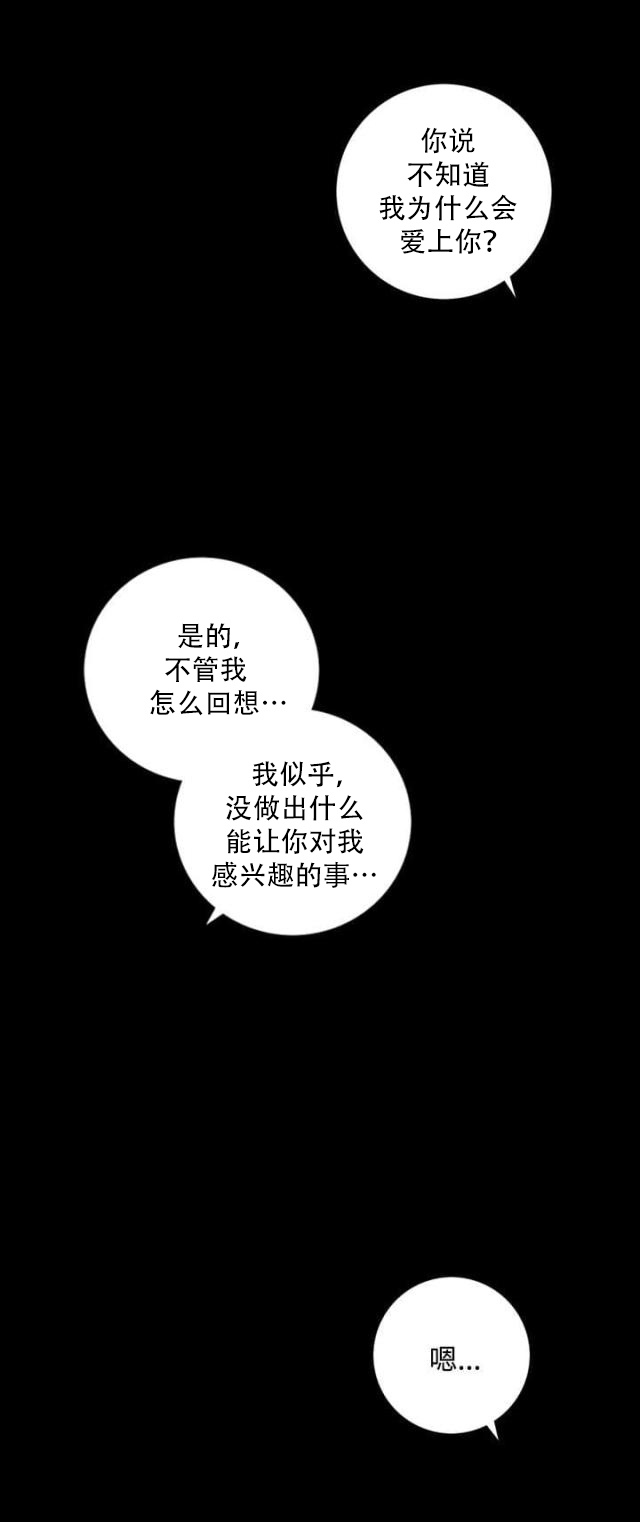 你说
不知道
我为什么会
爱上你?
是的,
不管我
怎么回想…
我似乎,
没做出什么
能让你对我
感兴趣的事…
嗯...